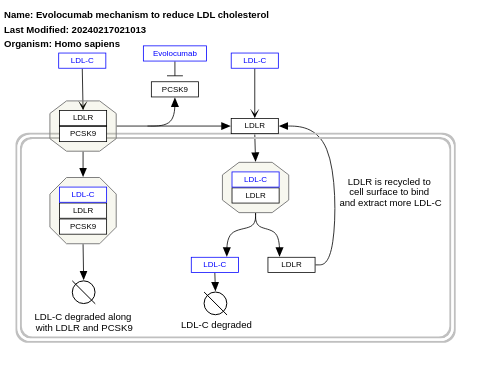 Name: Evolocumab mechanism to reduce LDL cholesterol
Last Modified: 20240217021013
Organism: Homo sapiens
Evolocumab
LDL-C
LDL-C
PCSK9
LDLR
PCSK9
LDLR
LDL-C
LDLR
LDL-C
LDLR
PCSK9
LDLR is recycled to
cell surface to bind
and extract more LDL-C
LDL-C
LDLR
LDL-C degraded along
with LDLR and PCSK9
LDL-C degraded